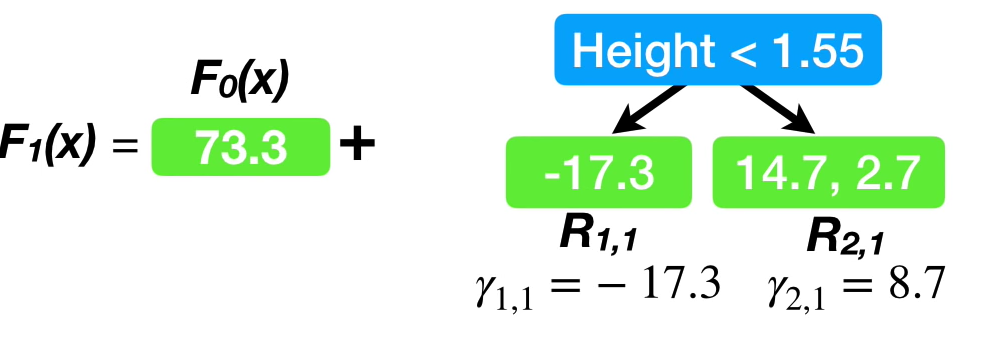 Height < 1.55
F₀(x)
F₁(x) = 73.3 +
-17.3 14.7, 2.7
R₁,₁ R₂,₁
γ₁,₁ = − 17.3 γ₂,₁ = 8.7